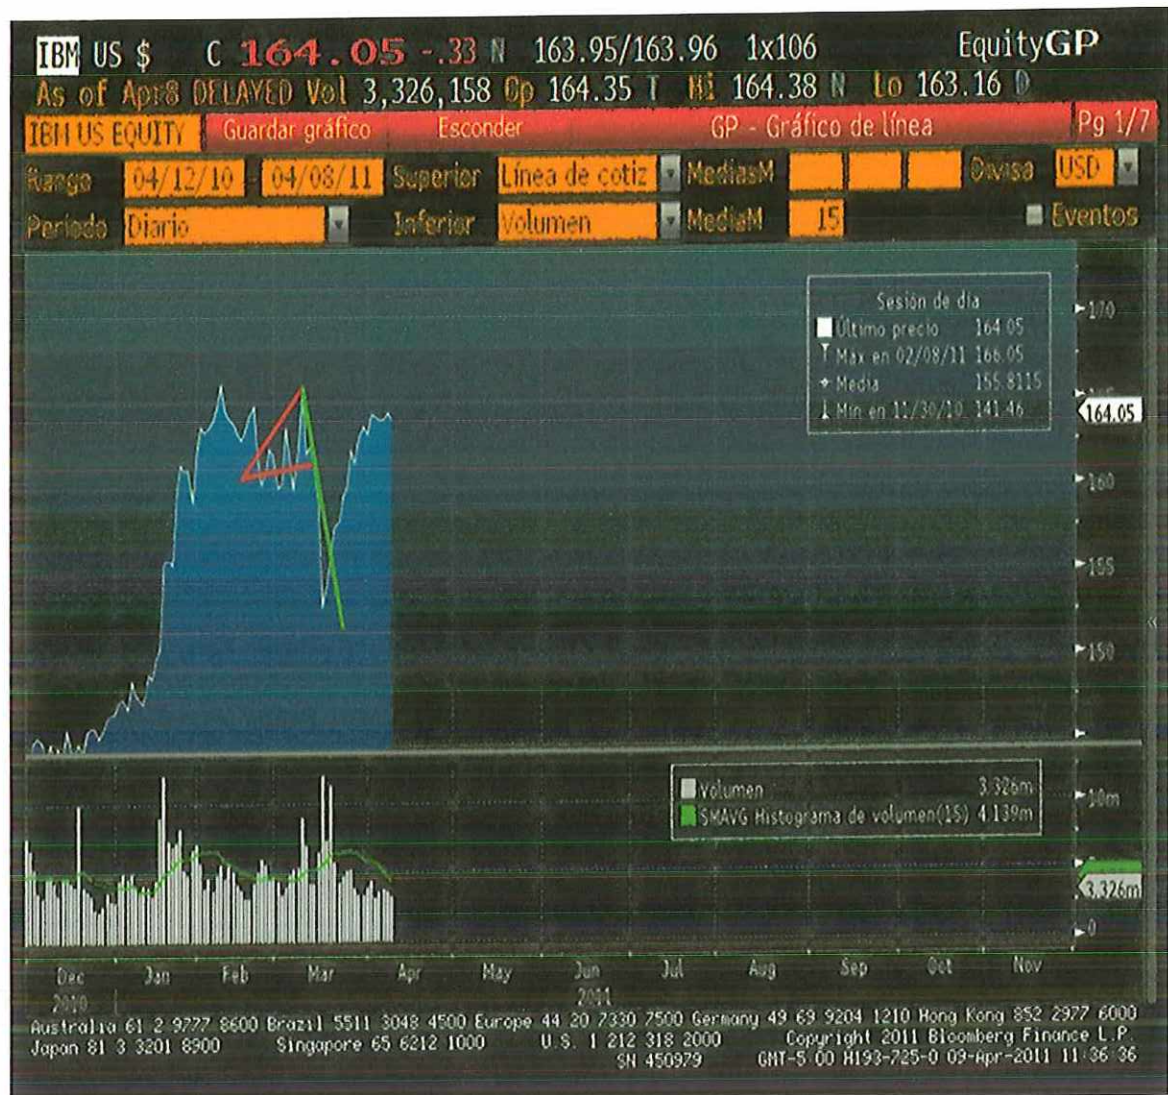 IBM US $ C 164.05 -.33 N 163.95/163.96 1x106 EquityGP
As of Apr8 DELAYED Vol 3,326,158 Op 164.35 T Hi 164.38 N Lo 163.16 D
IBM US EQUITY Guardar gráfico Esconder GP - Gráfico de línea Pg 1/7
Rango 04/12/10 - 04/08/11 Superior Línea de cotiz MediasM Divisa USD
Período Diario Inferior Volumen MediaM 15 Eventos
Sesión de día
Último precio 164.05
Máx en 02/08/11 166.05
Media 155.8115
Mín en 11/30/10 141.46
170
164.05
160
155
150
Volumen 3.326m
SMAVG Histograma de volumen(15) 4.139m
10m
3.326m
0
Dec Jan Feb Mar Apr May Jun Jul Aug Sep Oct Nov
2010 2011
Australia 61 2 9777 8600 Brazil 5511 3048 4500 Europe 44 20 7330 7500 Germany 49 69 9204 1210 Hong Kong 852 2977 6000
Japan 81 3 3201 8900 Singapore 65 6212 1000 U.S. 1 212 318 2000 Copyright 2011 Bloomberg Finance L.P.
SN 450979 GMT-5:00 H193-725-0 09-Apr-2011 11:36:36